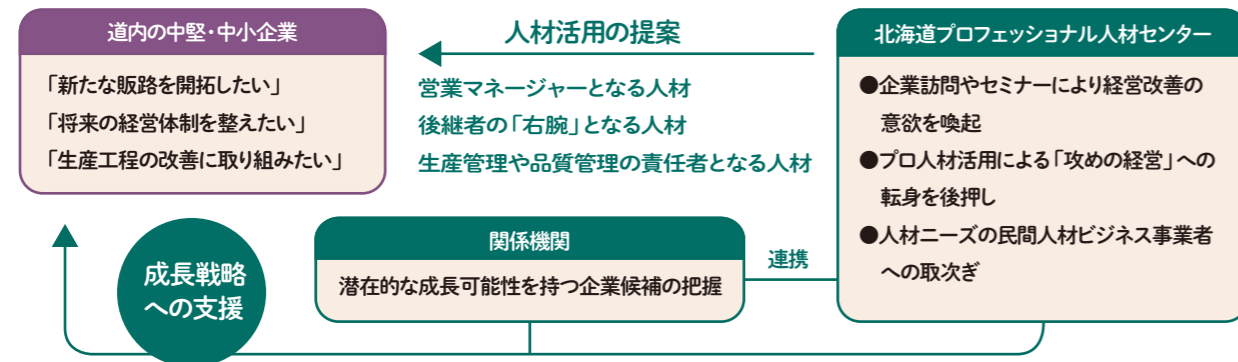 道内の中堅・中小企業
「新たな販路を開拓したい」
「将来の経営体制を整えたい」
「生産工程の改善に取り組みたい」
人材活用の提案
営業マネージャーとなる人材
後継者の「右腕」となる人材
生産管理や品質管理の責任者となる人材
北海道プロフェッショナル人材センター
●企業訪問やセミナーにより経営改善の
意欲を喚起
●プロ人材活用による「攻めの経営」への
転身を後押し
●人材ニーズの民間人材ビジネス事業者
への取次ぎ
関係機関
潜在的な成長可能性を持つ企業候補の把握
連携
成長戦略
への支援